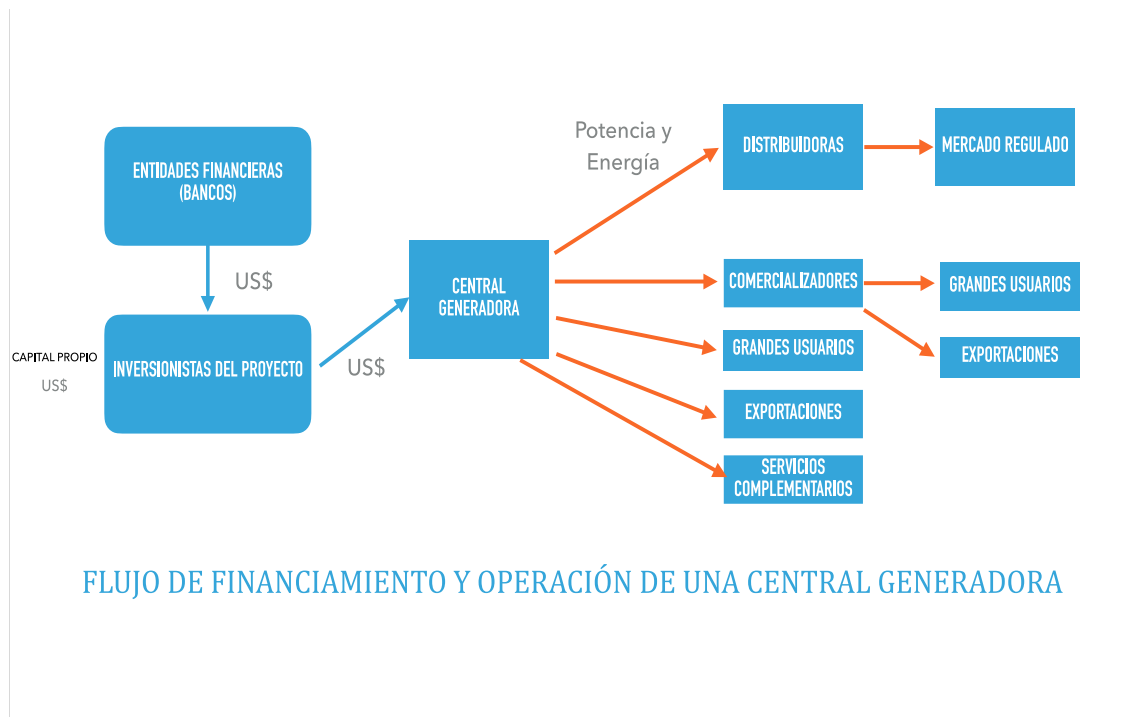 ENTIDADES FINANCIERAS
(BANCOS)
US$
CAPITAL PROPIO
US$
INVERSIONISTAS DEL PROYECTO
US$
CENTRAL
GENERADORA
Potencia y
Energía
DISTRIBUIDORAS
MERCADO REGULADO
COMERCIALIZADORES
GRANDES USUARIOS
GRANDES USUARIOS
EXPORTACIONES
EXPORTACIONES
SERVICIOS
COMPLEMENTARIOS
FLUJO DE FINANCIAMIENTO Y OPERACIÓN DE UNA CENTRAL GENERADORA